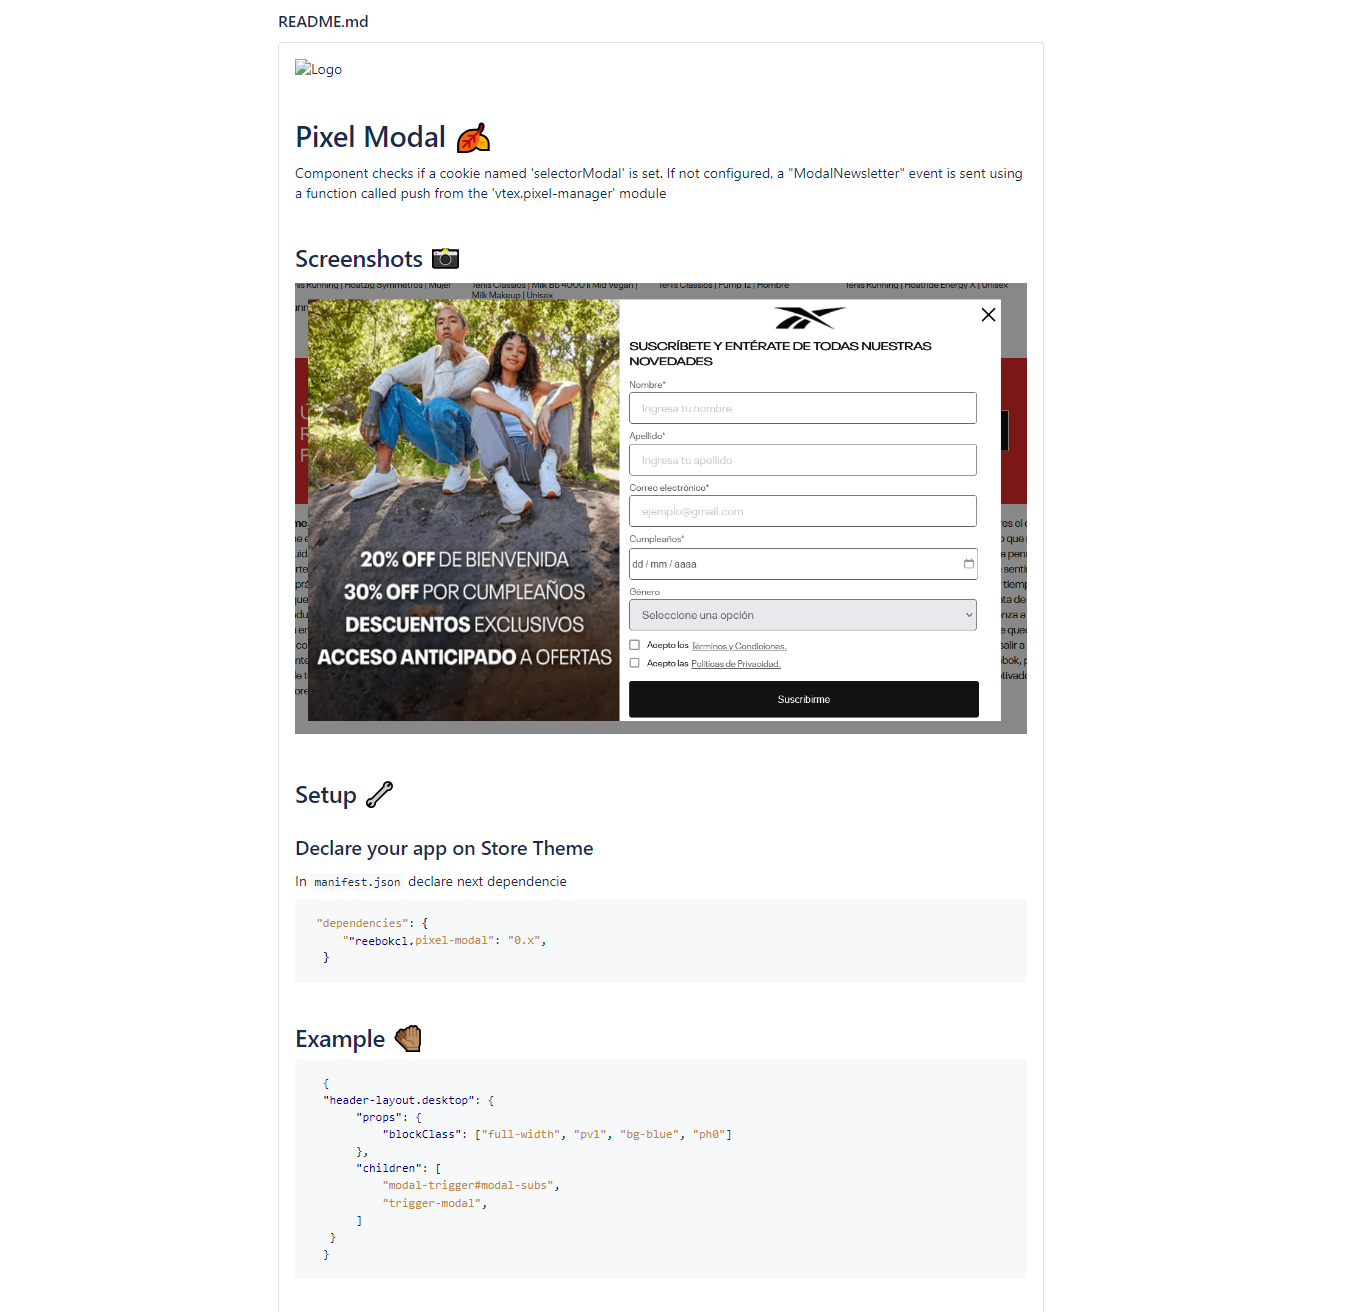 README.md
Logo
Pixel Modal
Component checks if a cookie named 'selectorModal' is set. If not configured, a "ModalNewsletter" event is sent using
a function called push from the 'vtex.pixel-manager' module
Screenshots
nis Running | Floatzig Symmetros | Mujer
Tenis Classics | Milk Bb 4000 Ii Mid Vegan |
Milk Makeup | Unisex
Tenis Classics | Pump Tz | Hombre
Tenis Running | Floatride Energy X | Unisex
SUSCRÍBETE Y ENTÉRATE DE TODAS NUESTRAS
NOVEDADES
Nombre*
Ingresa tu nombre
Apellido*
Ingresa tu apellido
Correo electrónico*
ejemplo@gmail.com
Cumpleaños*
dd / mm / aaaa
Género
Seleccione una opción
Acepto los Términos y Condiciones.
Acepto las Políticas de Privacidad.
Suscribirme
20% OFF DE BIENVENIDA
30% OFF POR CUMPLEAÑOS
DESCUENTOS EXCLUSIVOS
ACCESO ANTICIPADO A OFERTAS
Setup
Declare your app on Store Theme
In manifest.json declare next dependencie
"dependencies": {
""reebokcl.pixel-modal": "0.x",
}
Example
{
"header-layout.desktop": {
"props": {
"blockClass": ["full-width", "pv1", "bg-blue", "ph0"]
},
"children": [
"modal-trigger#modal-subs",
"trigger-modal",
]
}
}